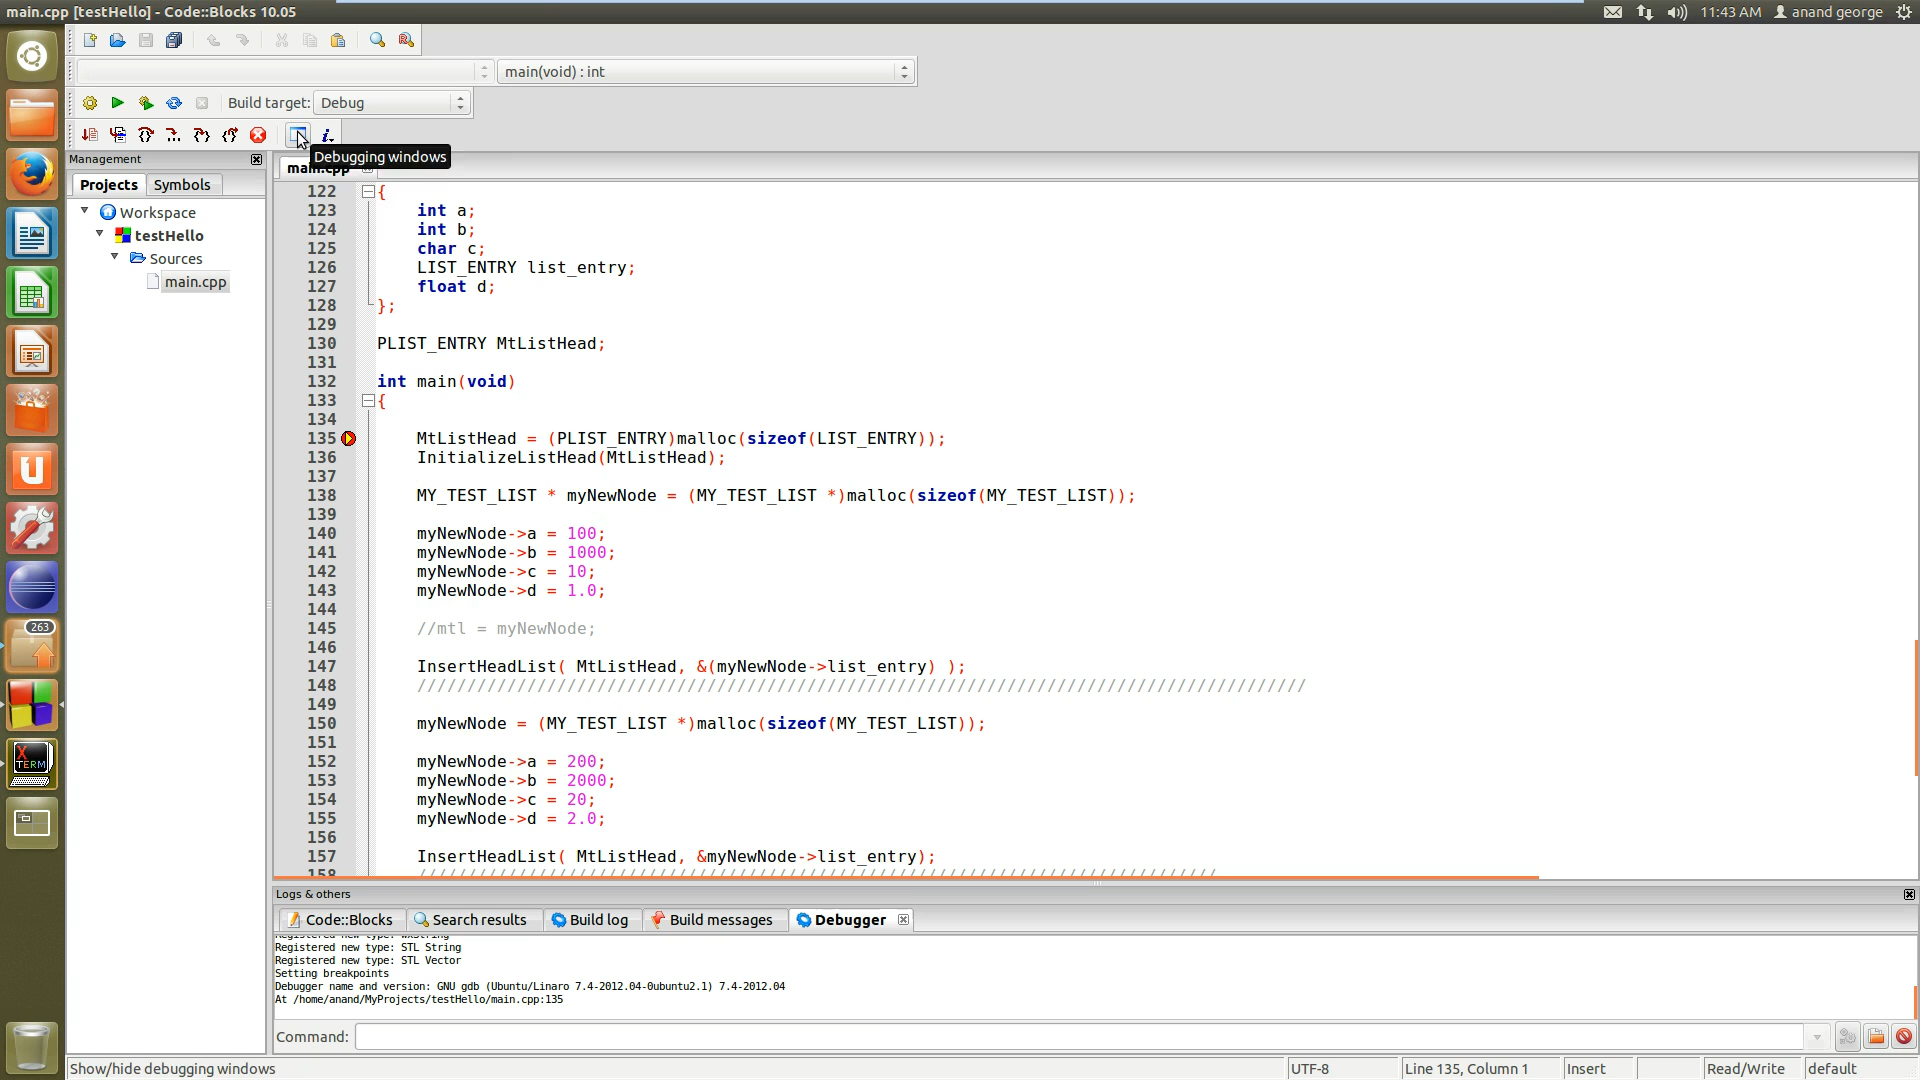 main.cpp [testHello] - Code::Blocks 10.05
11:43 AM anand george
main(void) : int
Build target: Debug
Debugging windows
Management
Projects Symbols
Workspace
testHello
Sources
main.cpp
main.cpp
122 {
123 int a;
124 int b;
125 char c;
126 LIST_ENTRY list_entry;
127 float d;
128 };
129
130 PLIST_ENTRY MtListHead;
131
132 int main(void)
133 {
134
135 MtListHead = (PLIST_ENTRY)malloc(sizeof(LIST_ENTRY));
136 InitializeListHead(MtListHead);
137
138 MY_TEST_LIST * myNewNode = (MY_TEST_LIST *)malloc(sizeof(MY_TEST_LIST));
139
140 myNewNode->a = 100;
141 myNewNode->b = 1000;
142 myNewNode->c = 10;
143 myNewNode->d = 1.0;
144
145 //mtl = myNewNode;
146
147 InsertHeadList( MtListHead, &(myNewNode->list_entry) );
148 /////////////////////////////////////////////////////////////////////////////////////////
149
150 myNewNode = (MY_TEST_LIST *)malloc(sizeof(MY_TEST_LIST));
151
152 myNewNode->a = 200;
153 myNewNode->b = 2000;
154 myNewNode->c = 20;
155 myNewNode->d = 2.0;
156
157 InsertHeadList( MtListHead, &myNewNode->list_entry);
158 ////////////////////////////////////////////////////////////////////////////////
263
X TERM
Logs & others
Code::Blocks Search results Build log Build messages Debugger
Registered new type: wxString
Registered new type: STL String
Registered new type: STL Vector
Setting breakpoints
Debugger name and version: GNU gdb (Ubuntu/Linaro 7.4-2012.04-0ubuntu2.1) 7.4-2012.04
At /home/anand/MyProjects/testHello/main.cpp:135
Command:
Show/hide debugging windows UTF-8 Line 135, Column 1 Insert Read/Write default